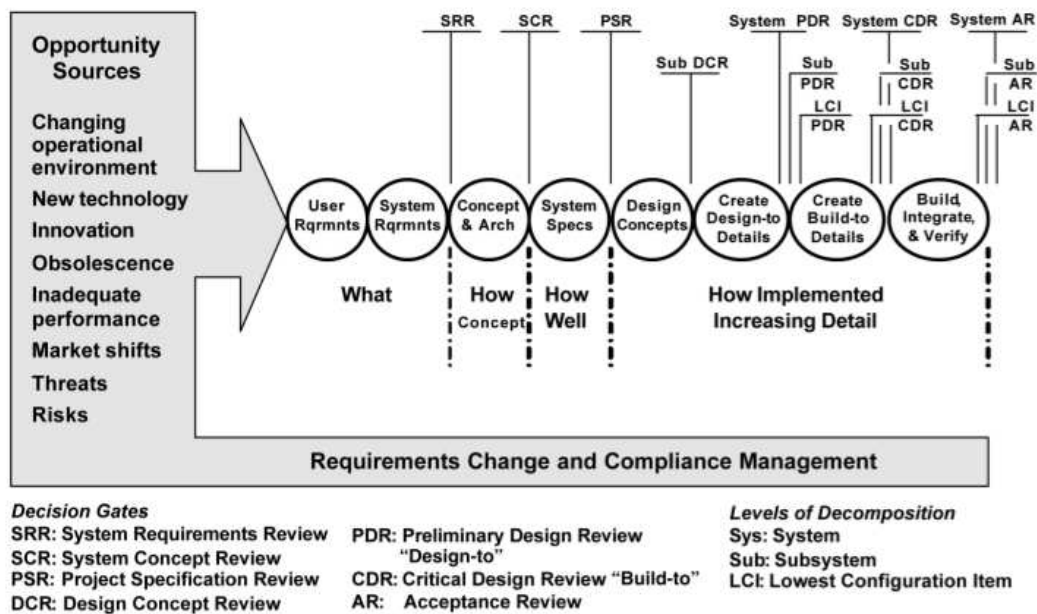 Opportunity
Sources
Changing
operational
environment
New technology
Innovation
Obsolescence
Inadequate
performance
Market shifts
Threats
Risks
SRR
SCR
PSR
Sub DCR
System PDR
Sub
PDR
LCI
PDR
System CDR
Sub
CDR
LCI
CDR
System AR
Sub
AR
LCI
AR
User
Rqrmnts
System
Rqrmnts
Concept
& Arch
System
Specs
Design
Concepts
Create
Design-to
Details
Create
Build-to
Details
Build,
Integrate,
& Verify
What
How
Concept
How
Well
How Implemented
Increasing Detail
Requirements Change and Compliance Management
Decision Gates
SRR: System Requirements Review
SCR: System Concept Review
PSR: Project Specification Review
DCR: Design Concept Review
PDR: Preliminary Design Review
"Design-to"
CDR: Critical Design Review "Build-to"
AR: Acceptance Review
Levels of Decomposition
Sys: System
Sub: Subsystem
LCI: Lowest Configuration Item